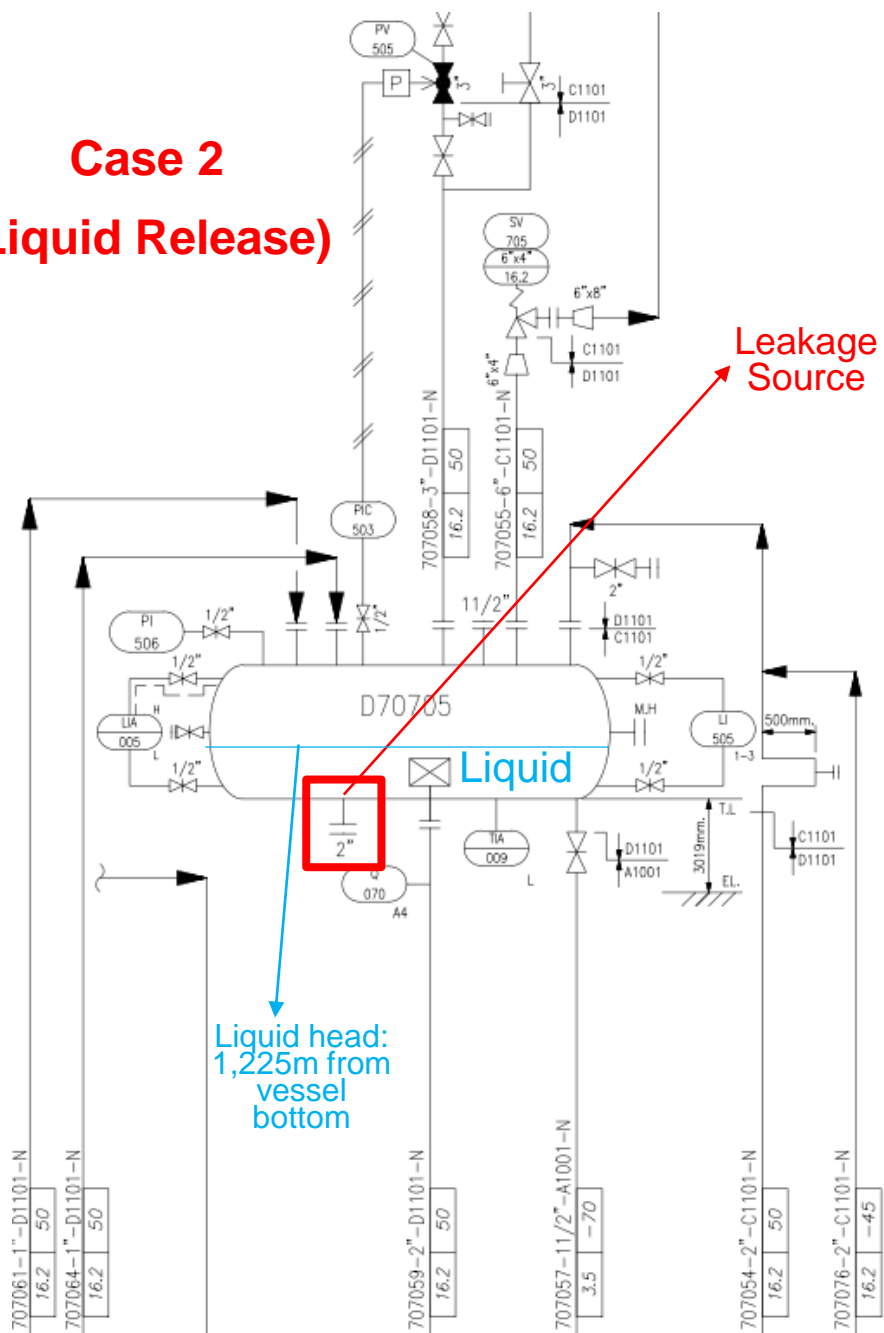 PV
505
P
3"
3"
C1101
D1101
Case 2
iquid Release)
SV
705
6"x4"
16.2
6"x8"
6"x4"
C1101
D1101
Leakage
Source
707058-3"-D1101-N
16.2
50
707055-6"-C1101-N
16.2
50
PIC
503
1/2"
PI
506
1/2"
11/2"
2"
D1101
C1101
1/2"
1/2"
D70705
H
LIA
005
L
M.H
LI
505
1-3
500mm.
Liquid
1/2"
1/2"
T.L
2"
TIA
009
L
D1101
A1001
3019mm.
C1101
D1101
EL.
070
A4
Liquid head:
1,225m from
vessel
bottom
707061-1"-D1101-N
16.2
50
707064-1"-D1101-N
16.2
50
707059-2"-D1101-N
16.2
50
707057-11/2"-A1001-N
3.5
-70
707054-2"-C1101-N
16.2
50
707076-2"-C1101-N
16.2
-45